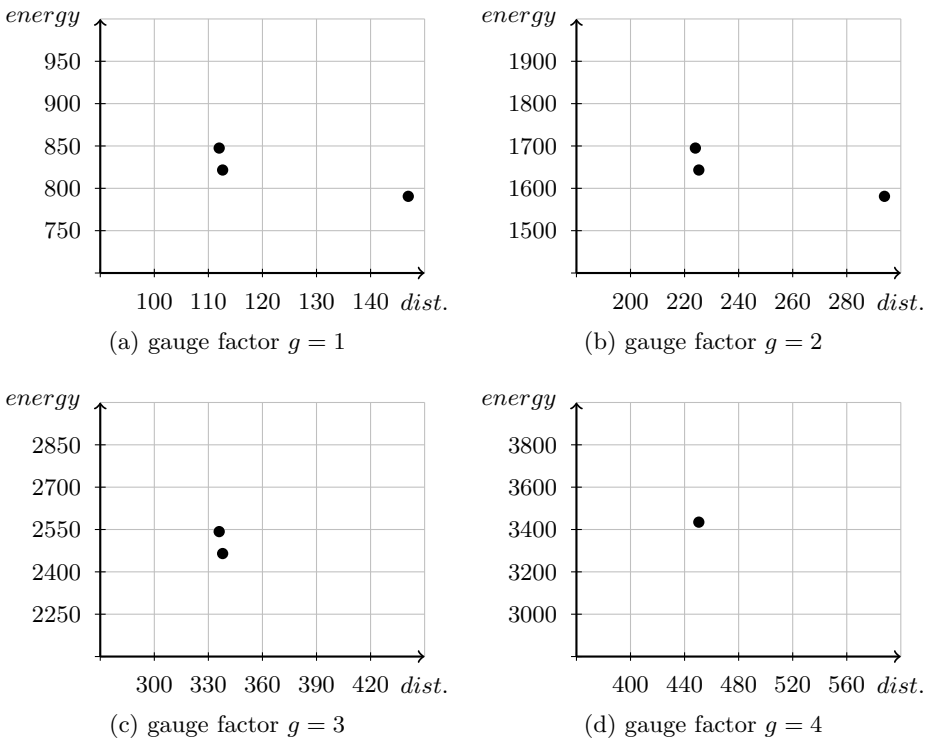 energy
950
900
850
800
750
100 110 120 130 140 dist.
(a) gauge factor g = 1
energy
1900
1800
1700
1600
1500
200 220 240 260 280 dist.
(b) gauge factor g = 2
energy
2850
2700
2550
2400
2250
300 330 360 390 420 dist.
(c) gauge factor g = 3
energy
3800
3600
3400
3200
3000
400 440 480 520 560 dist.
(d) gauge factor g = 4